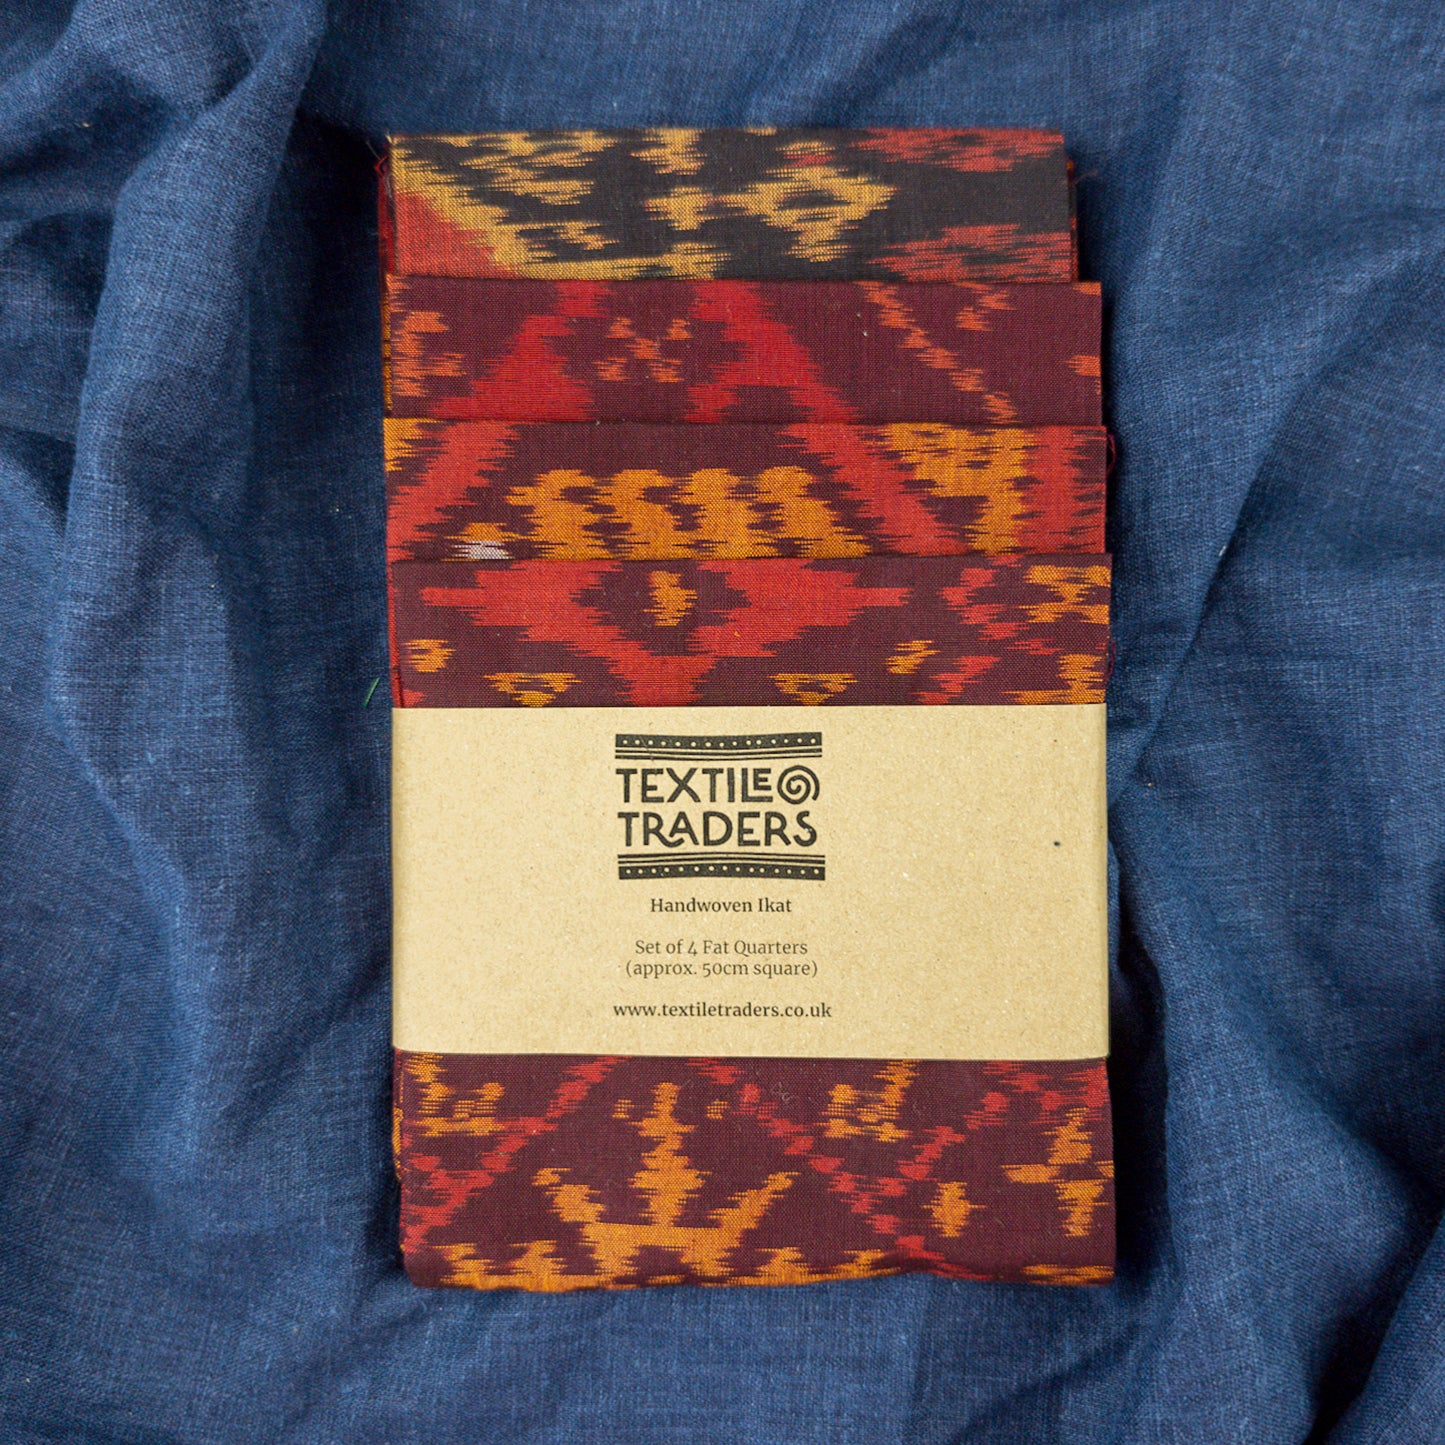 TEXTILE
TRADERS
Handwoven Ikat
Set of 4 Fat Quarters
(approx. 50cm square)
www.textiletraders.co.uk